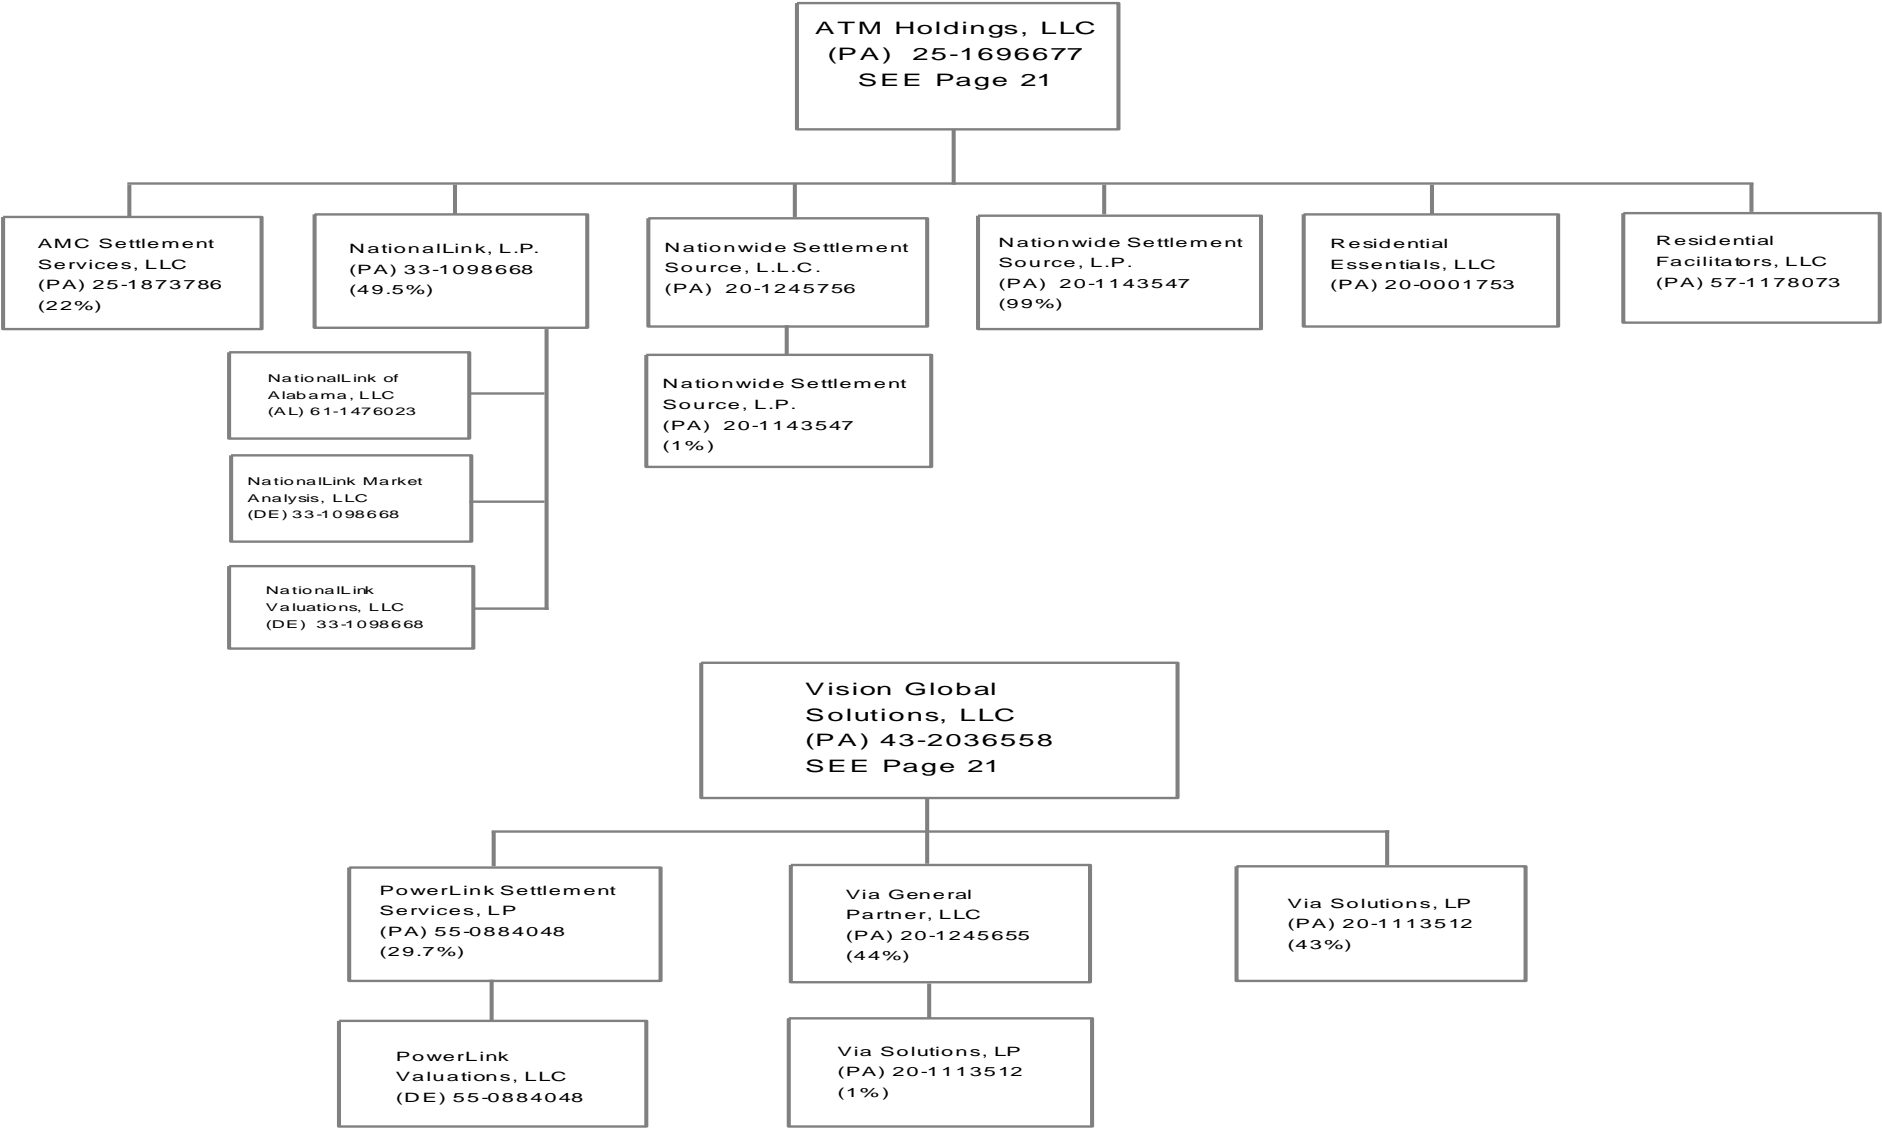 ATM Holdings, LLC
(PA) 25-1696677
SEE Page 21
AMC Settlement
Services, LLC
(PA) 25-1873786
(22%)
NationalLink, L.P.
(PA) 33-1098668
(49.5%)
Nationwide Settlement
Source, L.L.C.
(PA) 20-1245756
Nationwide Settlement
Source, L.P.
(PA) 20-1143547
(99%)
Residential
Essentials, LLC
(PA) 20-0001753
Residential
Facilitators, LLC
(PA) 57-1178073
NationalLink of
Alabama, LLC
(AL) 61-1476023
Nationwide Settlement
Source, L.P.
(PA) 20-1143547
(1%)
NationalLink Market
Analysis, LLC
(DE) 33-1098668
NationalLink
Valuations, LLC
(DE) 33-1098668
Vision Global
Solutions, LLC
(PA) 43-2036558
SEE Page 21
PowerLink Settlement
Services, LP
(PA) 55-0884048
(29.7%)
Via General
Partner, LLC
(PA) 20-1245655
(44%)
Via Solutions, LP
(PA) 20-1113512
(43%)
PowerLink
Valuations, LLC
(DE) 55-0884048
Via Solutions, LP
(PA) 20-1113512
(1%)